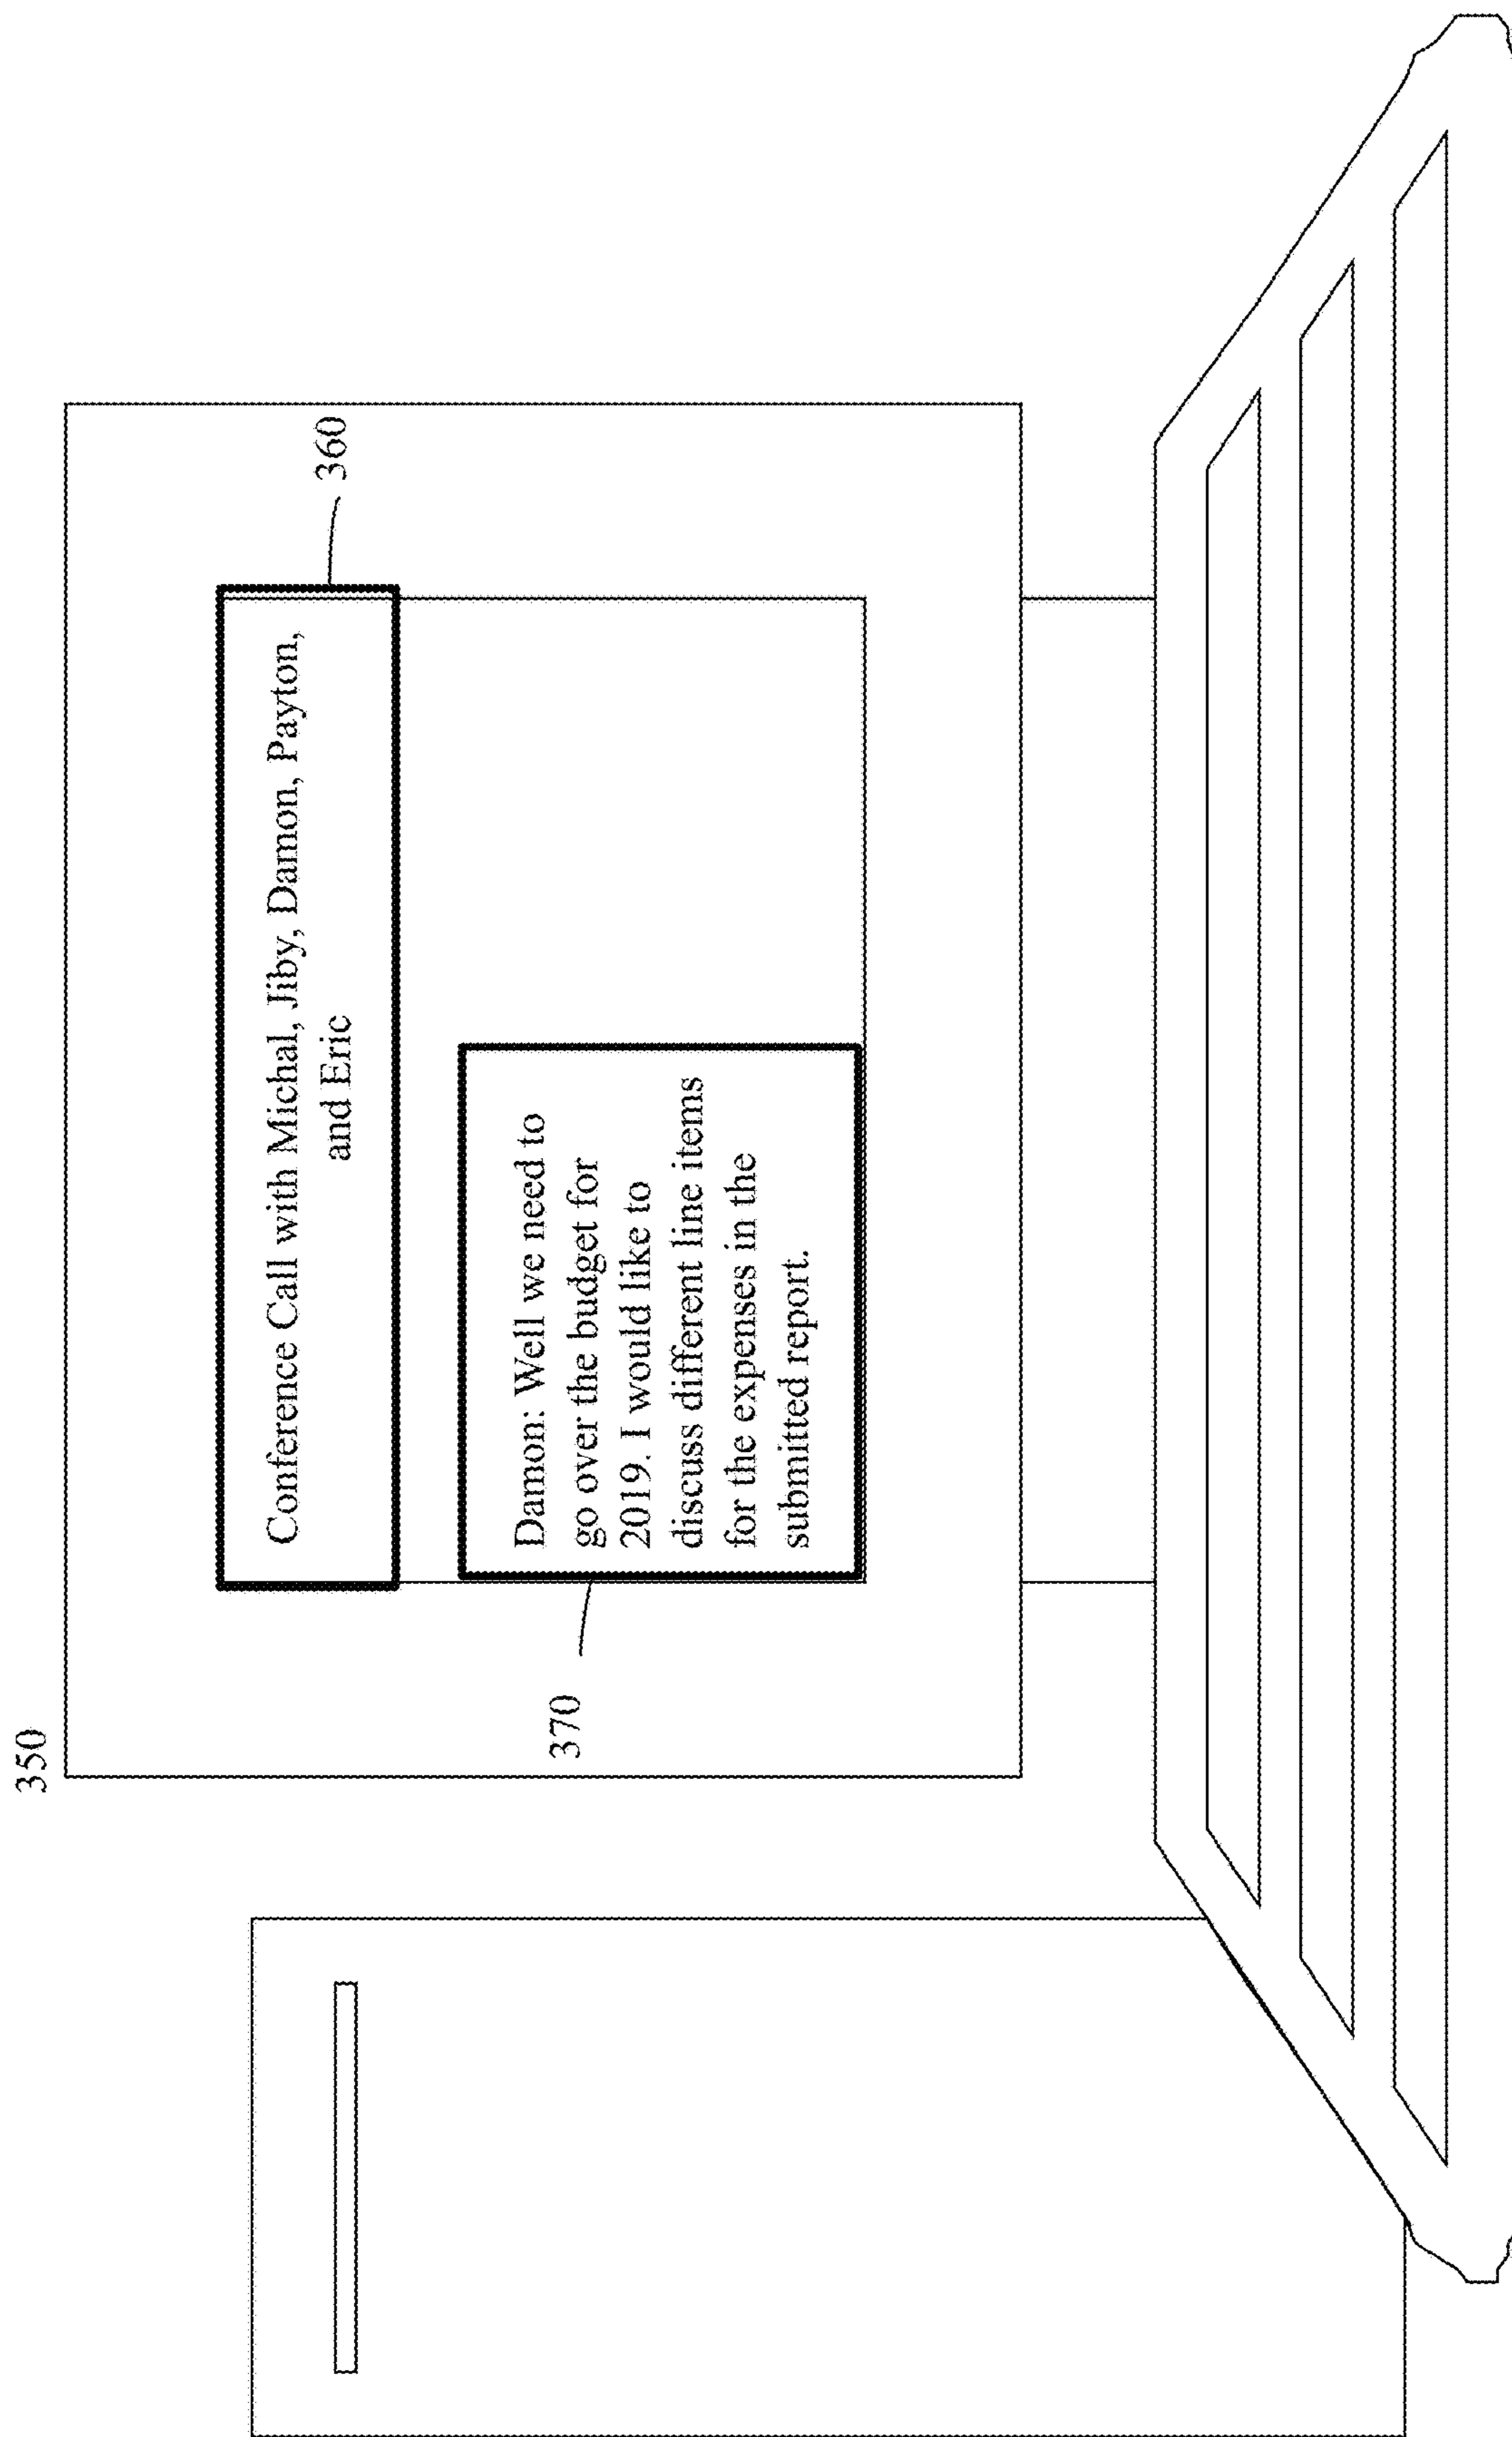 350
Conference Call with Michal, Jiby, Damon, Payton,
and Eric
360
370
Damon: Well we need to
go over the budget for
2019. I would like to
discuss different line items
for the expenses in the
submitted report.